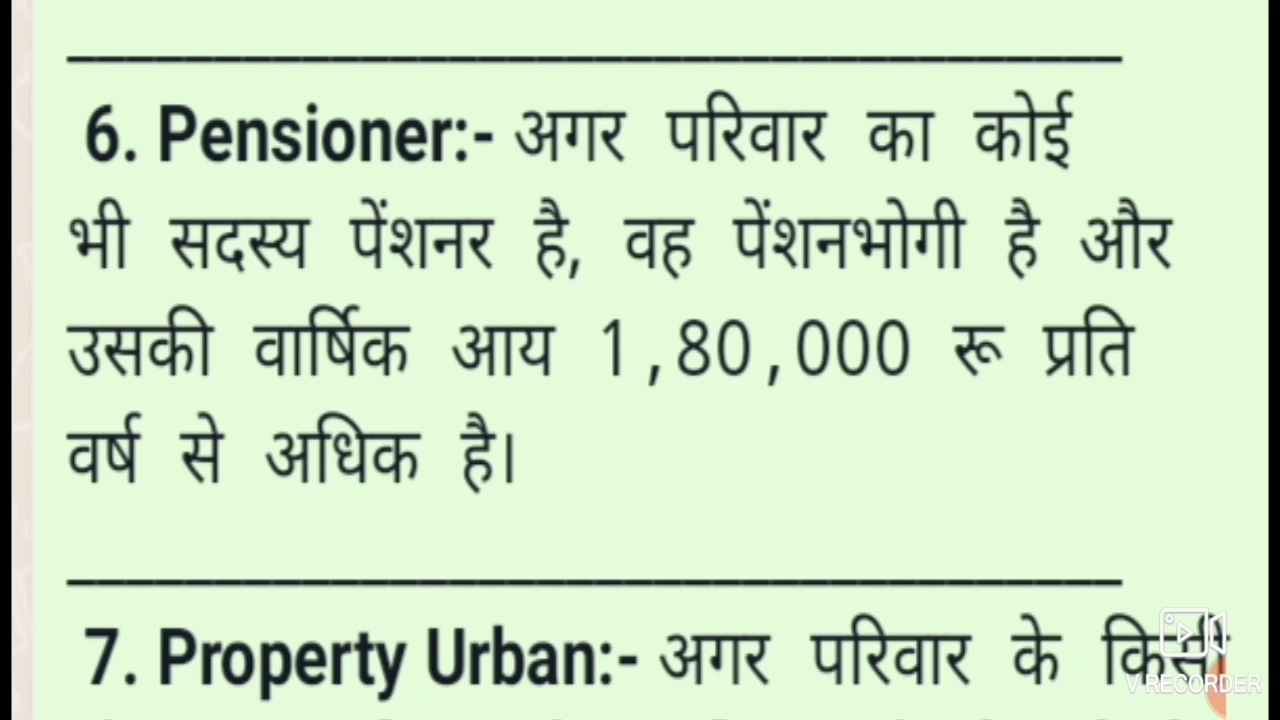 6. Pensioner:- अगर परिवार का कोई
भी सदस्य पेंशनर है, वह पेंशनभोगी है और
उसकी वार्षिक आय 1,80,000 रू प्रति
वर्ष से अधिक है।
7. Property Urban:- अगर परिवार के किसी
V RECORDER